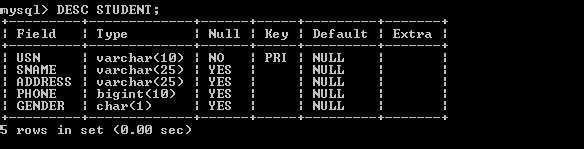 mysql> DESC STUDENT;
| Field | Type | Null | Key | Default | Extra |
| USN | varchar(10) | NO | PRI | NULL | |
| SNAME | varchar(25) | YES | | NULL | |
| ADDRESS | varchar(25) | YES | | NULL | |
| PHONE | bigint(10) | YES | | NULL | |
| GENDER | char(1) | YES | | NULL | |
5 rows in set (0.00 sec)